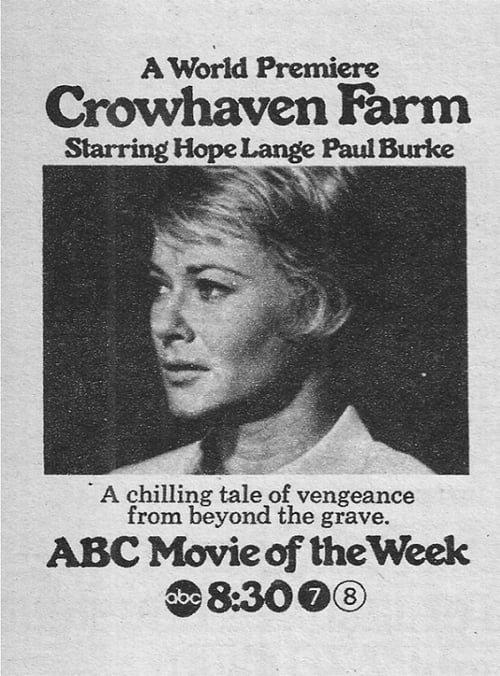 A World Premiere
Crowhaven Farm
Starring Hope Lange Paul Burke
A chilling tale of vengeance
from beyond the grave.
ABC Movie of the Week
abc 8:30 7 8